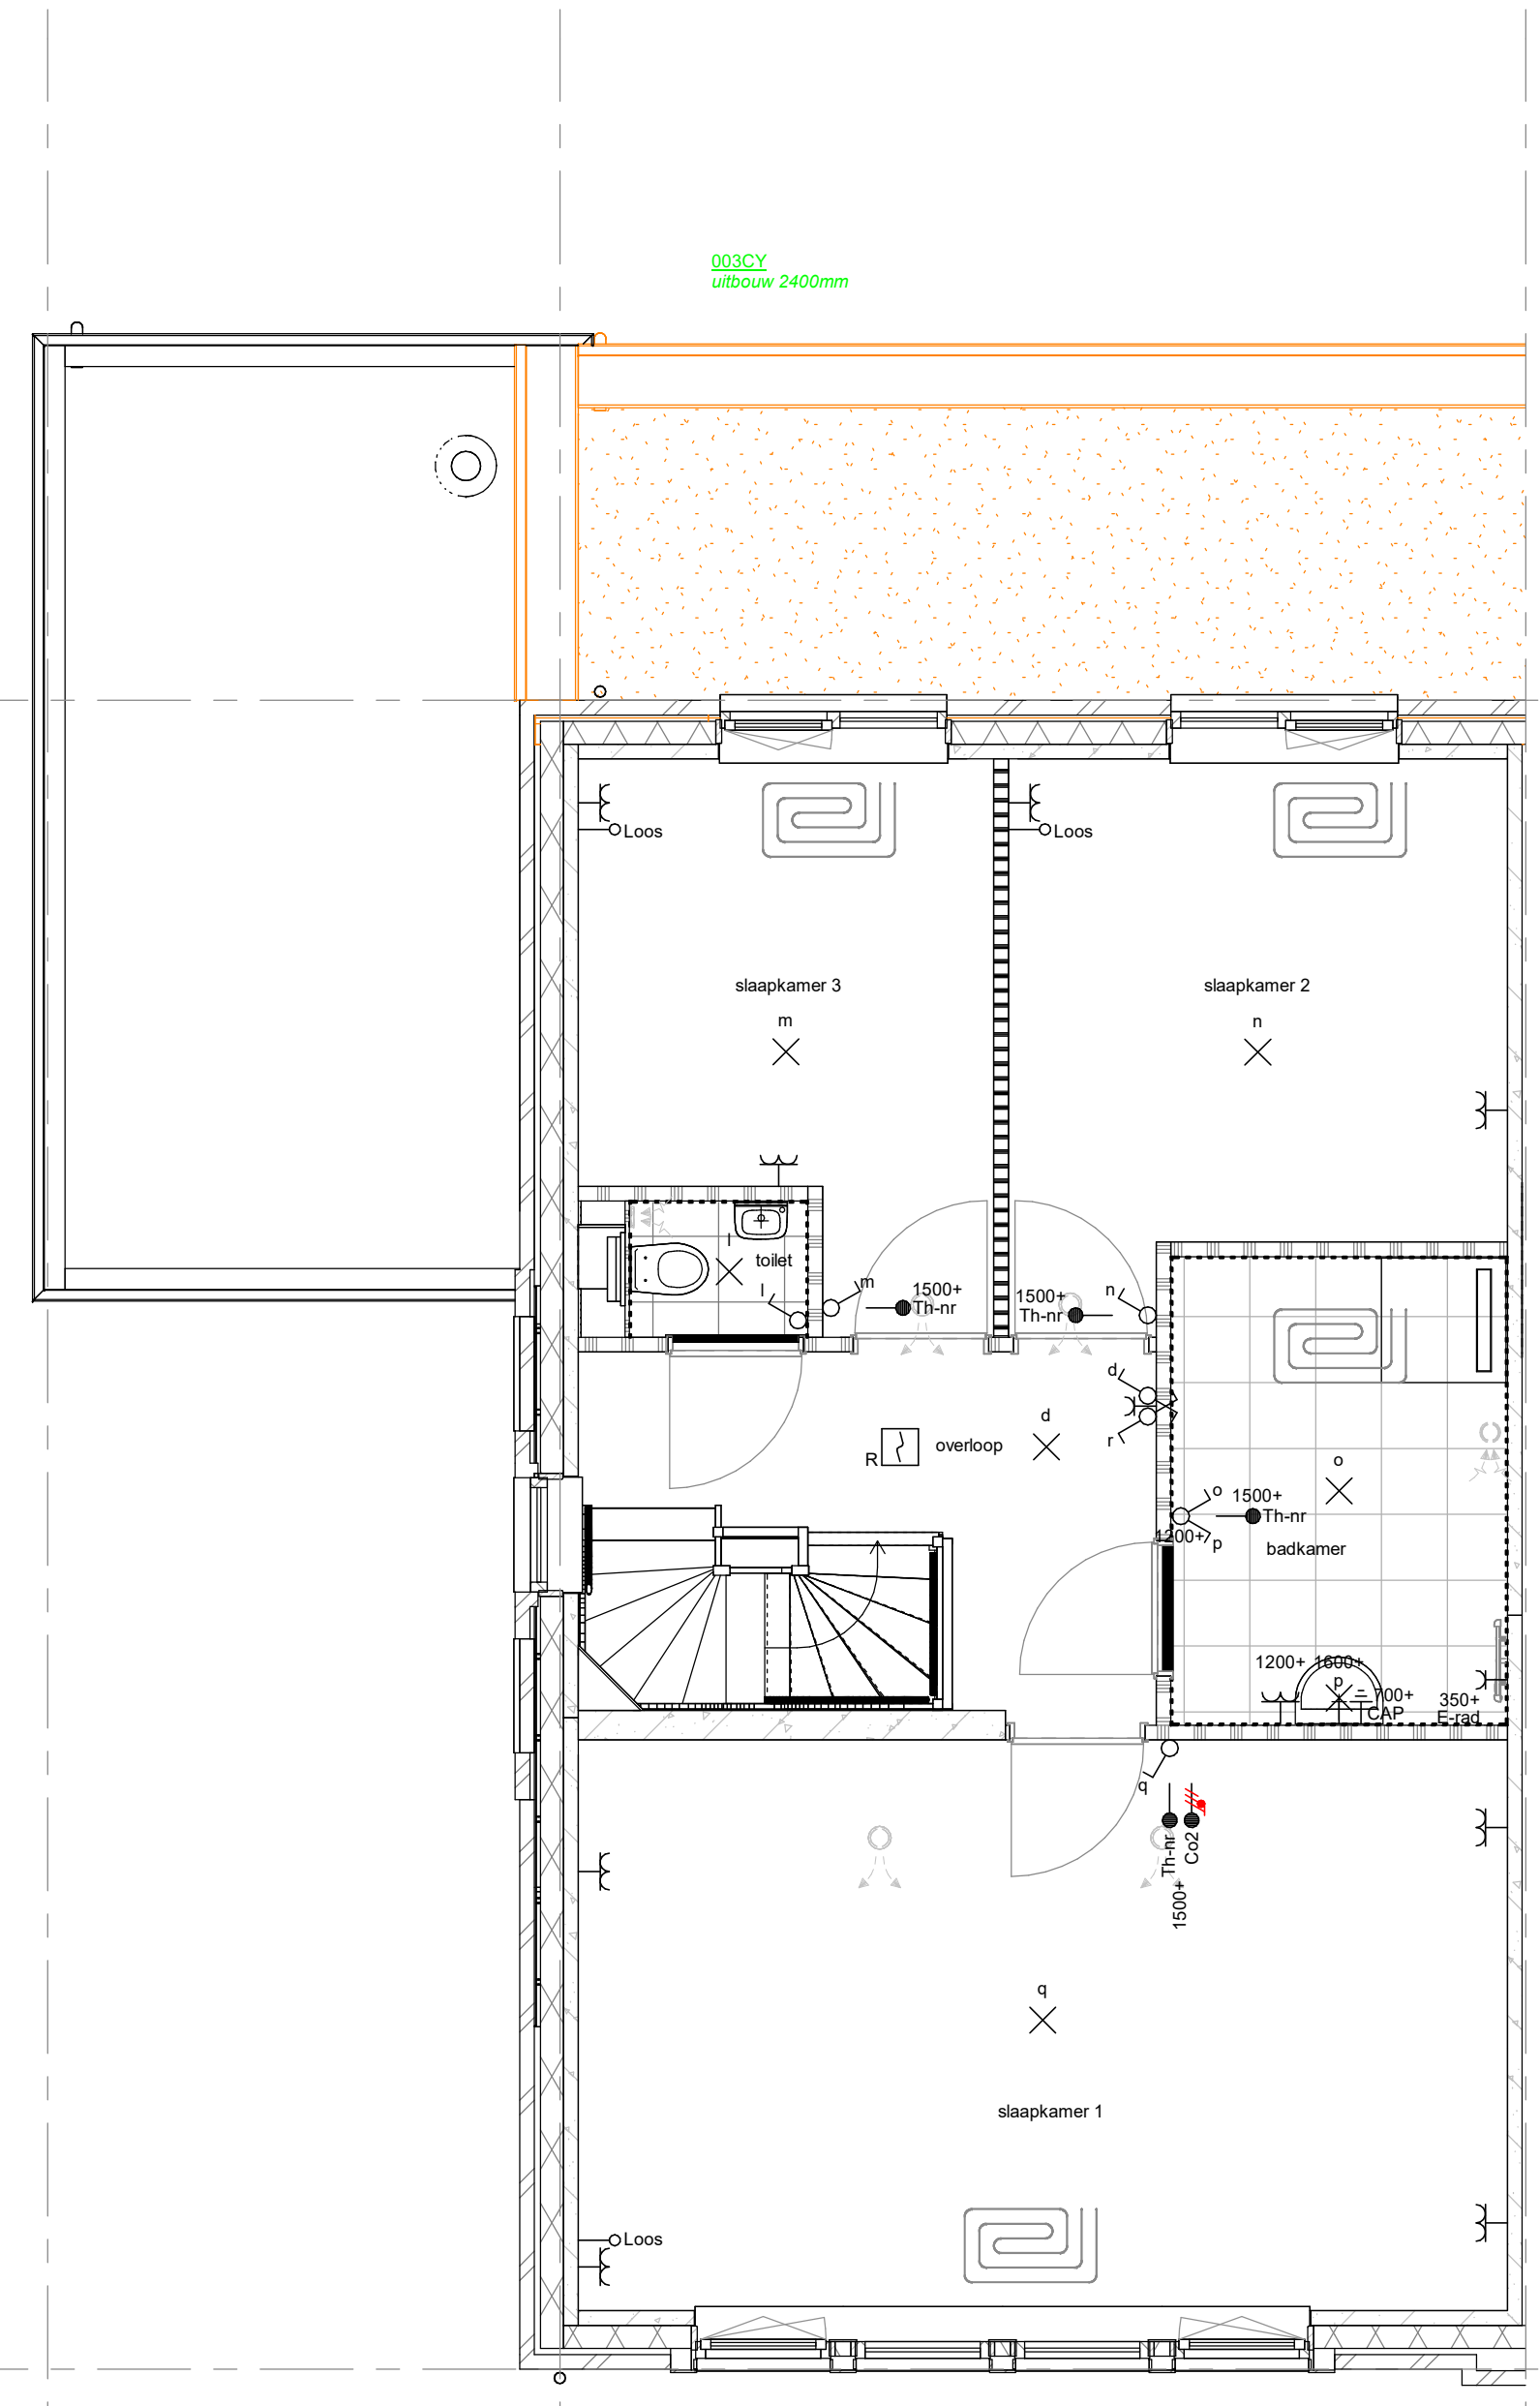 003CY
uitbouw 2400mm
Loos
Loos
slaapkamer 3
slaapkamer 2
m
n
l
toilet
l
m
1500+
Th-nr
1500+
Th-nr
n
d
r
d
R
overloop
o
o
1500+
Th-nr
1200+
p
badkamer
1200+
1600+
p
700+
CAP
350+
E-rad
q
Th-nr
Co2
1500+
q
slaapkamer 1
Loos